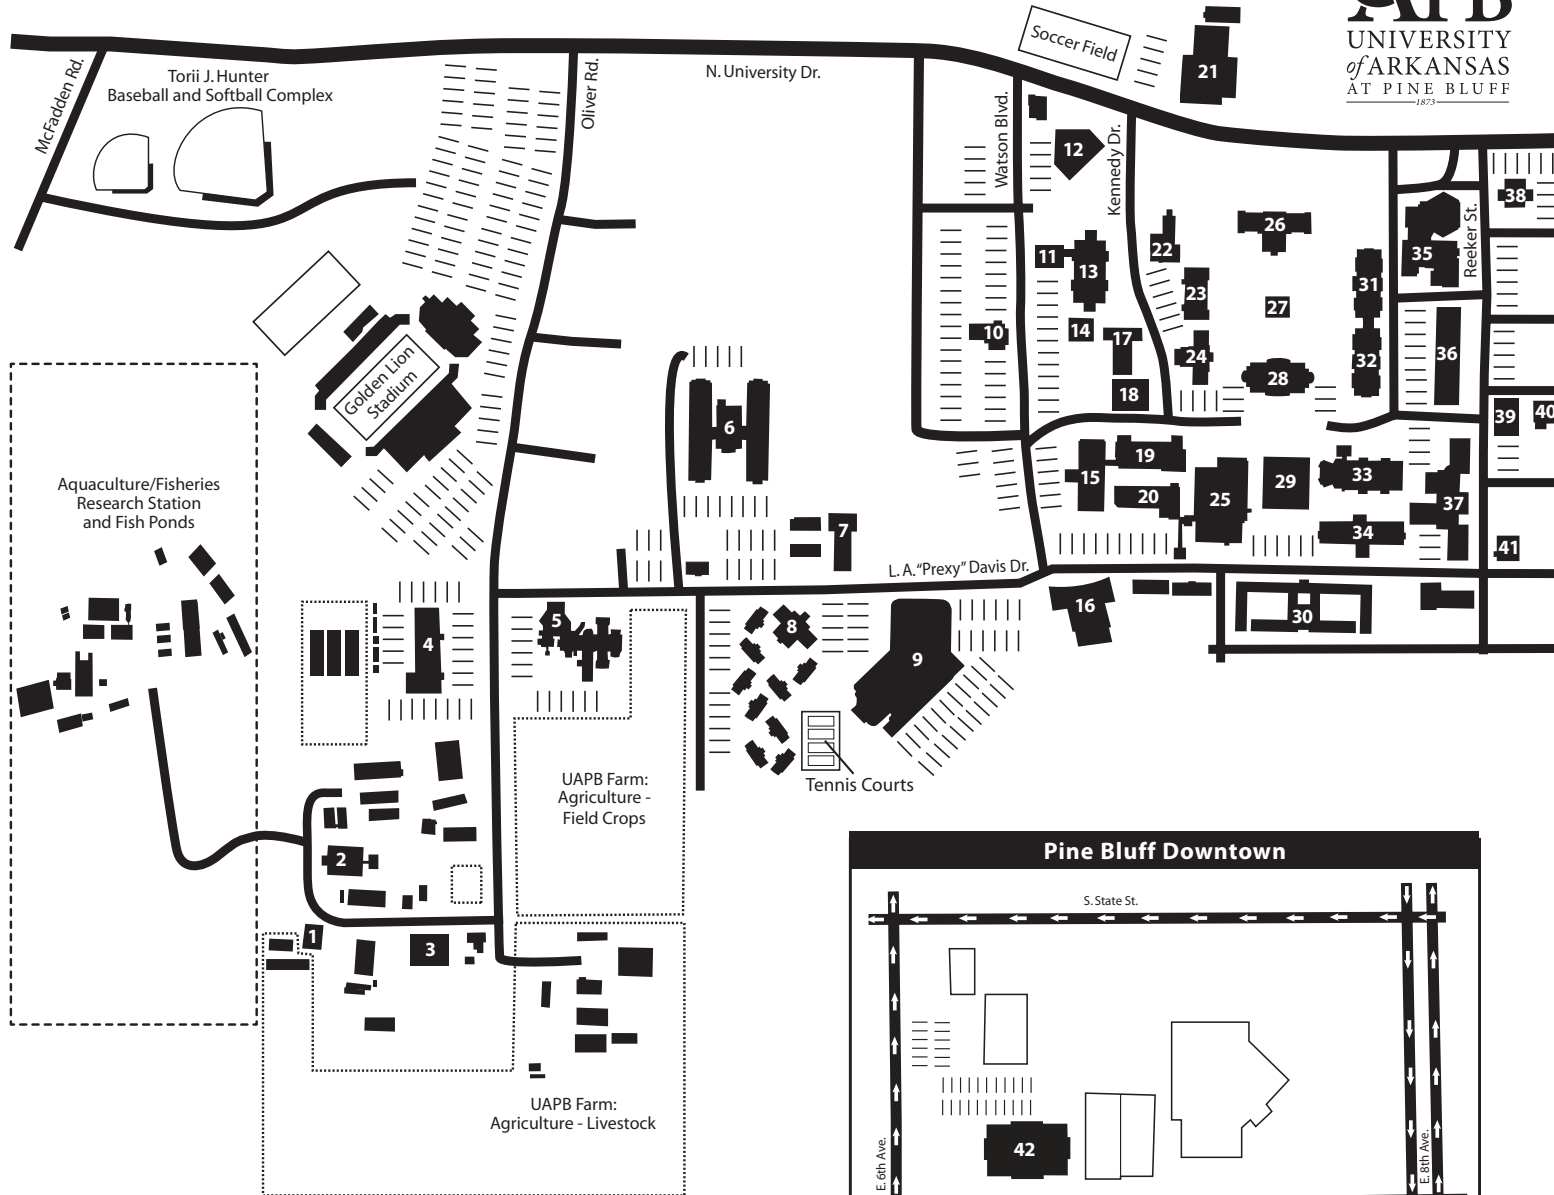 APB
UNIVERSITY
of ARKANSAS
AT PINE BLUFF
1873
Soccer Field
21
McFadden Rd.
Torii J. Hunter
Baseball and Softball Complex
Oliver Rd.
N. University Dr.
Watson Blvd.
12
Kennedy Dr.
38
26
22
11
13
35
Reeker St.
23
27
31
10
14
17
24
28
32
36
18
39
40
Golden Lion
Stadium
6
19
15
20
25
29
33
37
34
41
7
L. A. “Prexy” Davis Dr.
Aquaculture/Fisheries
Research Station
and Fish Ponds
16
30
4
5
8
9
Tennis Courts
UAPB Farm:
Agriculture -
Field Crops
2
1
3
UAPB Farm:
Agriculture - Livestock
Pine Bluff Downtown
S. State St.
42
E. 6th Ave.
E. 8th Ave.